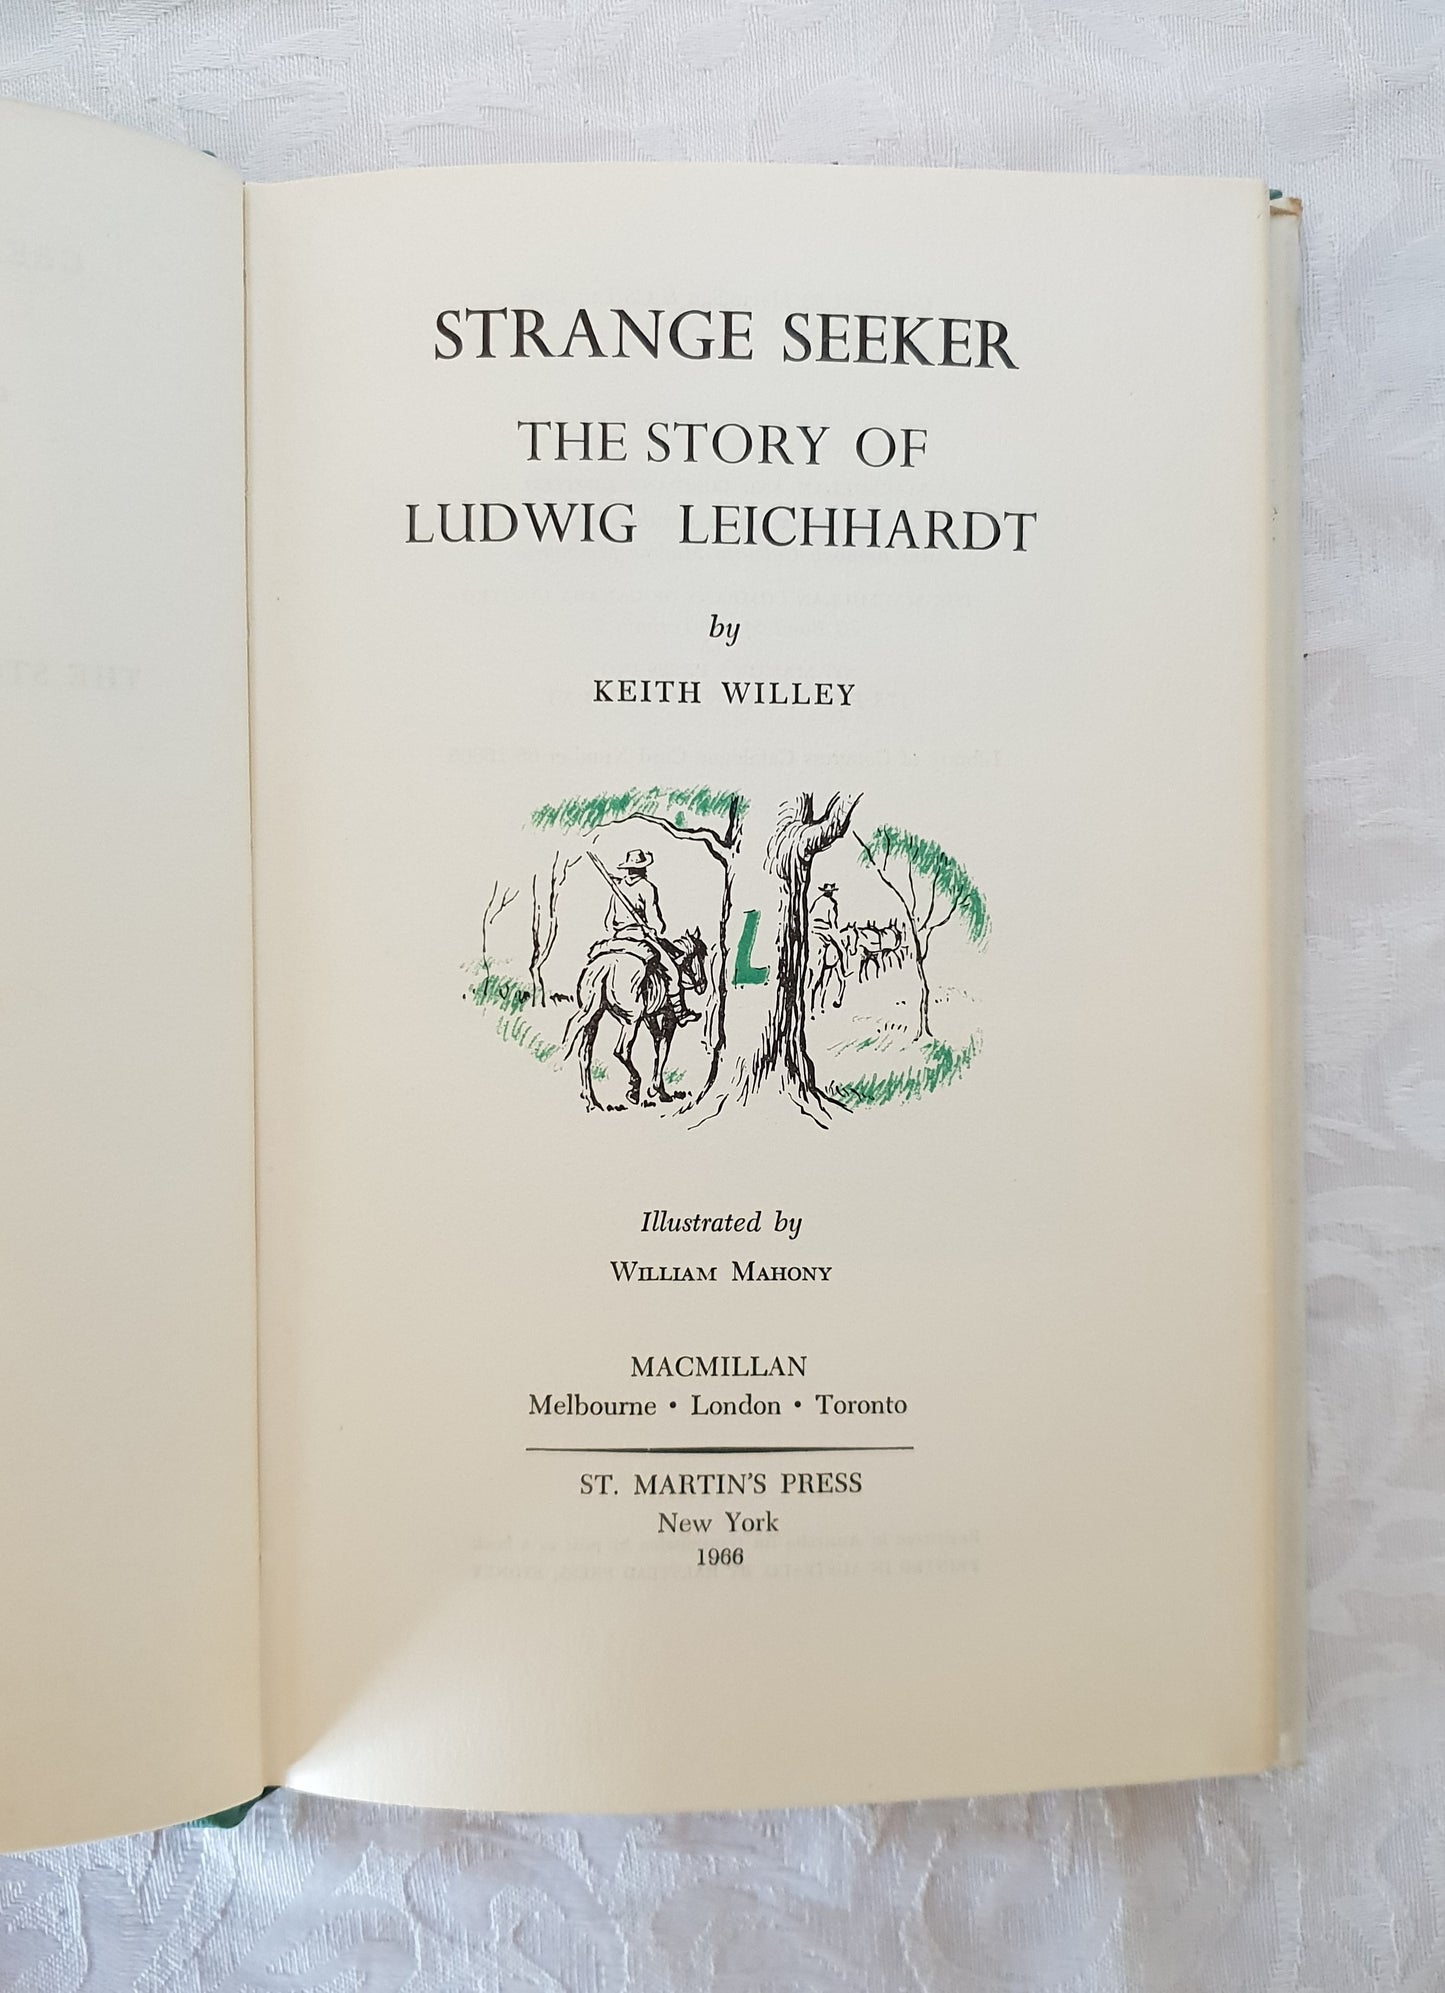 STRANGE SEEKER
THE STORY OF
LUDWIG LEICHHARDT
by
KEITH WILLEY
L
Illustrated by
WILLIAM MAHONY
MACMILLAN
Melbourne • London • Toronto
ST. MARTIN'S PRESS
New York
1966